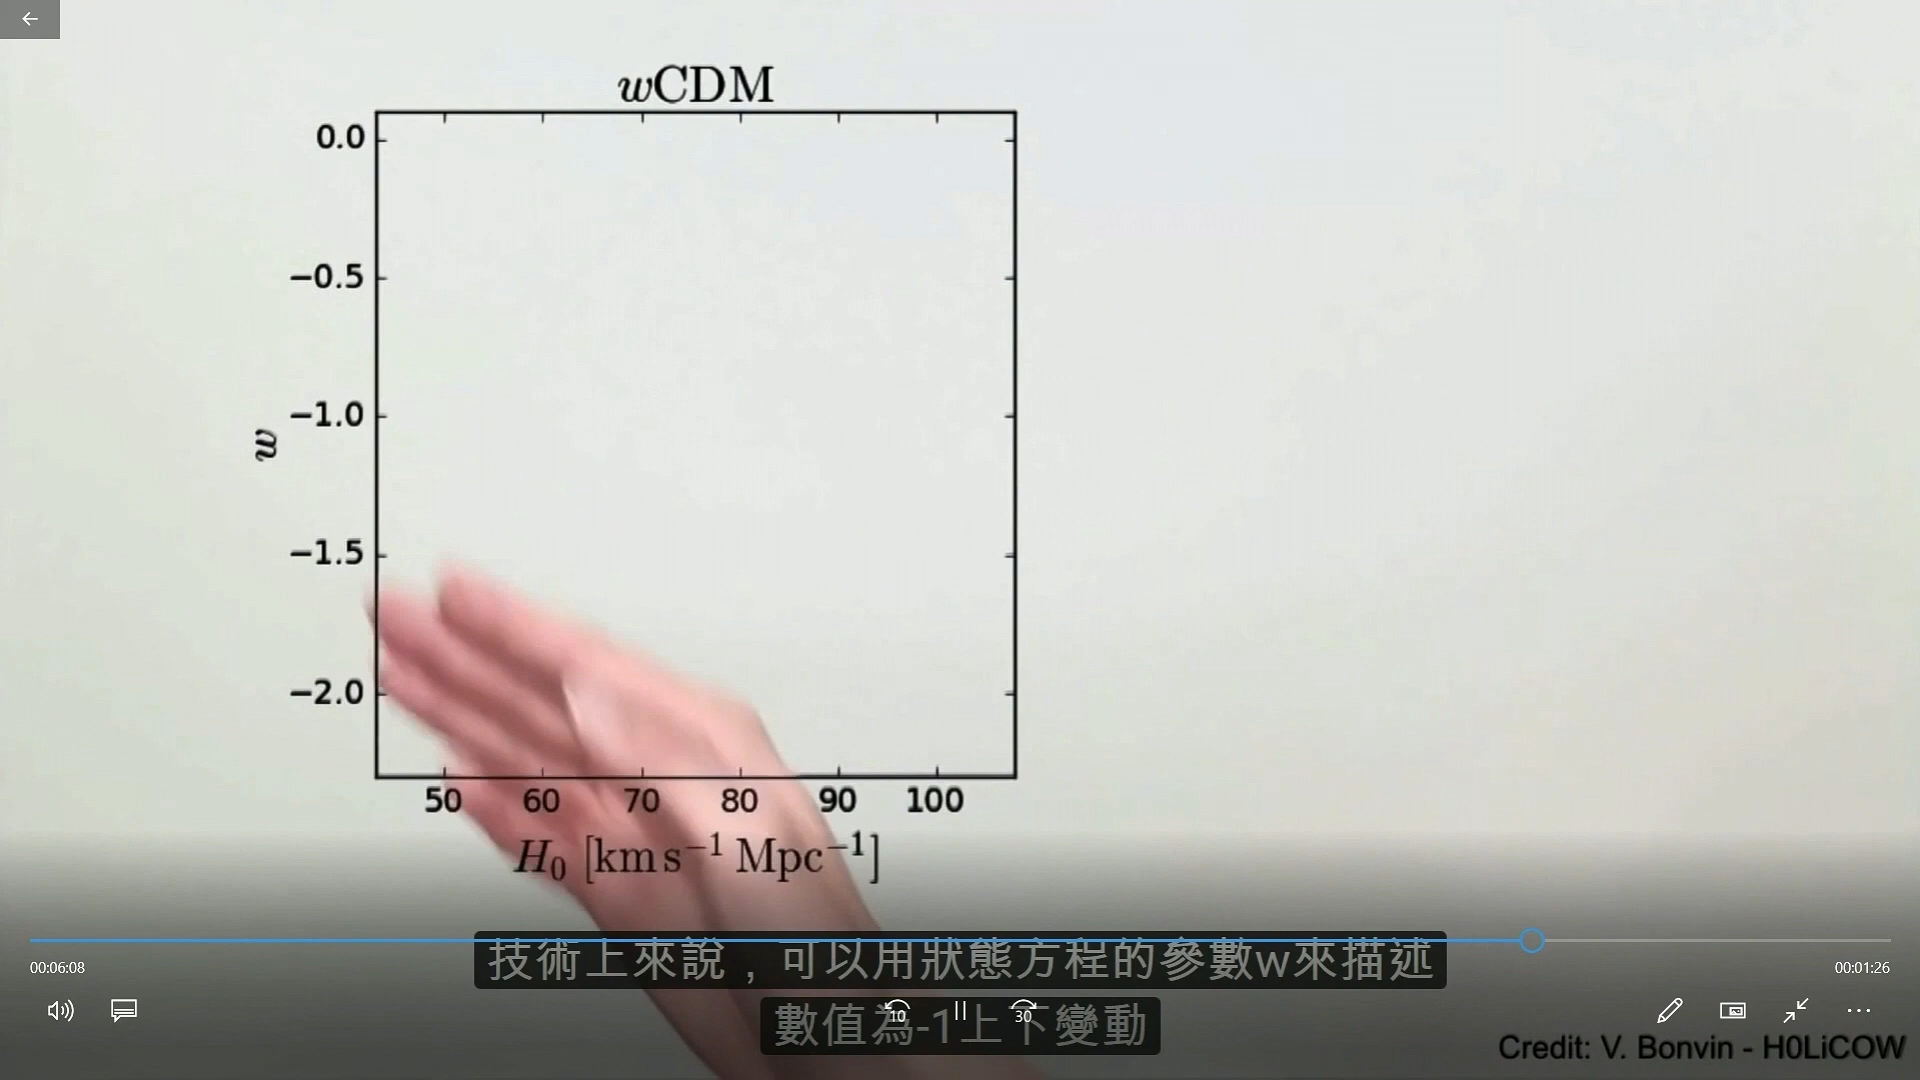 wCDM
0.0
−0.5
−1.0
−1.5
−2.0
w
50 60 70 80 90 100
H₀ [km s⁻¹ Mpc⁻¹]
技術上來說，可以用狀態方程的參數w來描述
00:06:08
00:01:26
數值為-1上下變動
10
30
Credit: V. Bonvin - H0LiCOW